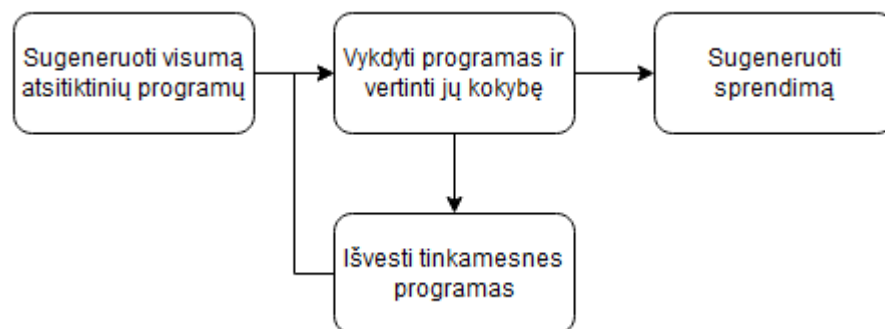 Sugeneruoti visumą
atsitiktinių programų
Vykdyti programas ir
vertinti jų kokybę
Sugeneruoti
sprendimą
Išvesti tinkamesnes
programas